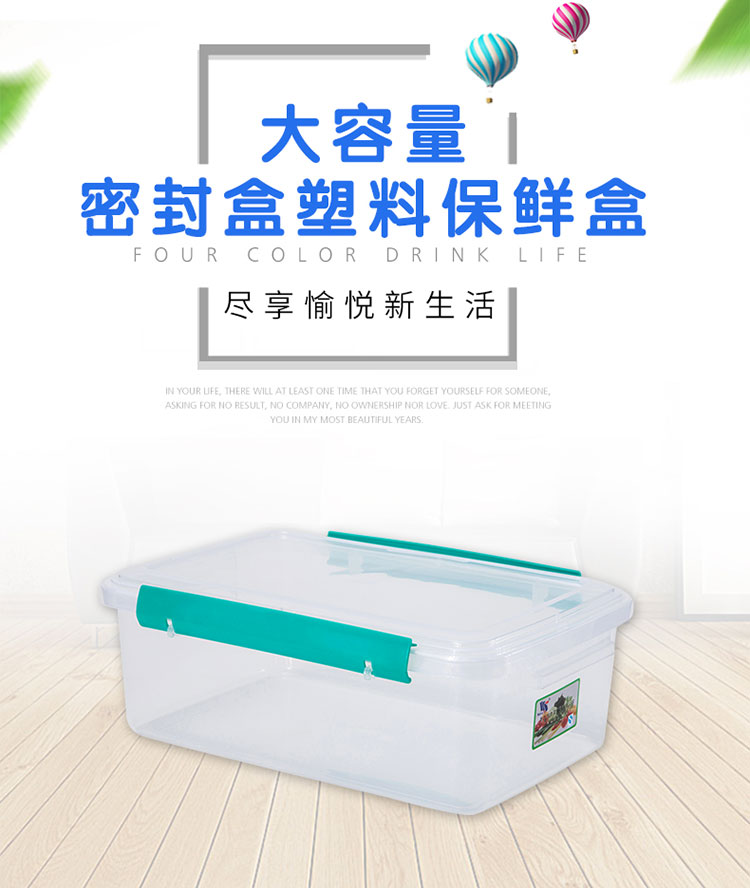 大容量
密封盒塑料保鲜盒
FOUR COLOR DRINK LIFE
尽享愉悦新生活
IN YOUR LIFE, THERE WILL AT LEAST ONE TIME THAT YOU FORGET YOURSELF FOR SOMEONE,
ASKING FOR NO RESULT, NO COMPANY, NO OWNERSHIP NOR LOVE. JUST ASK FOR MEETING
YOU IN MY MOST BEAUTIFUL YEARS.